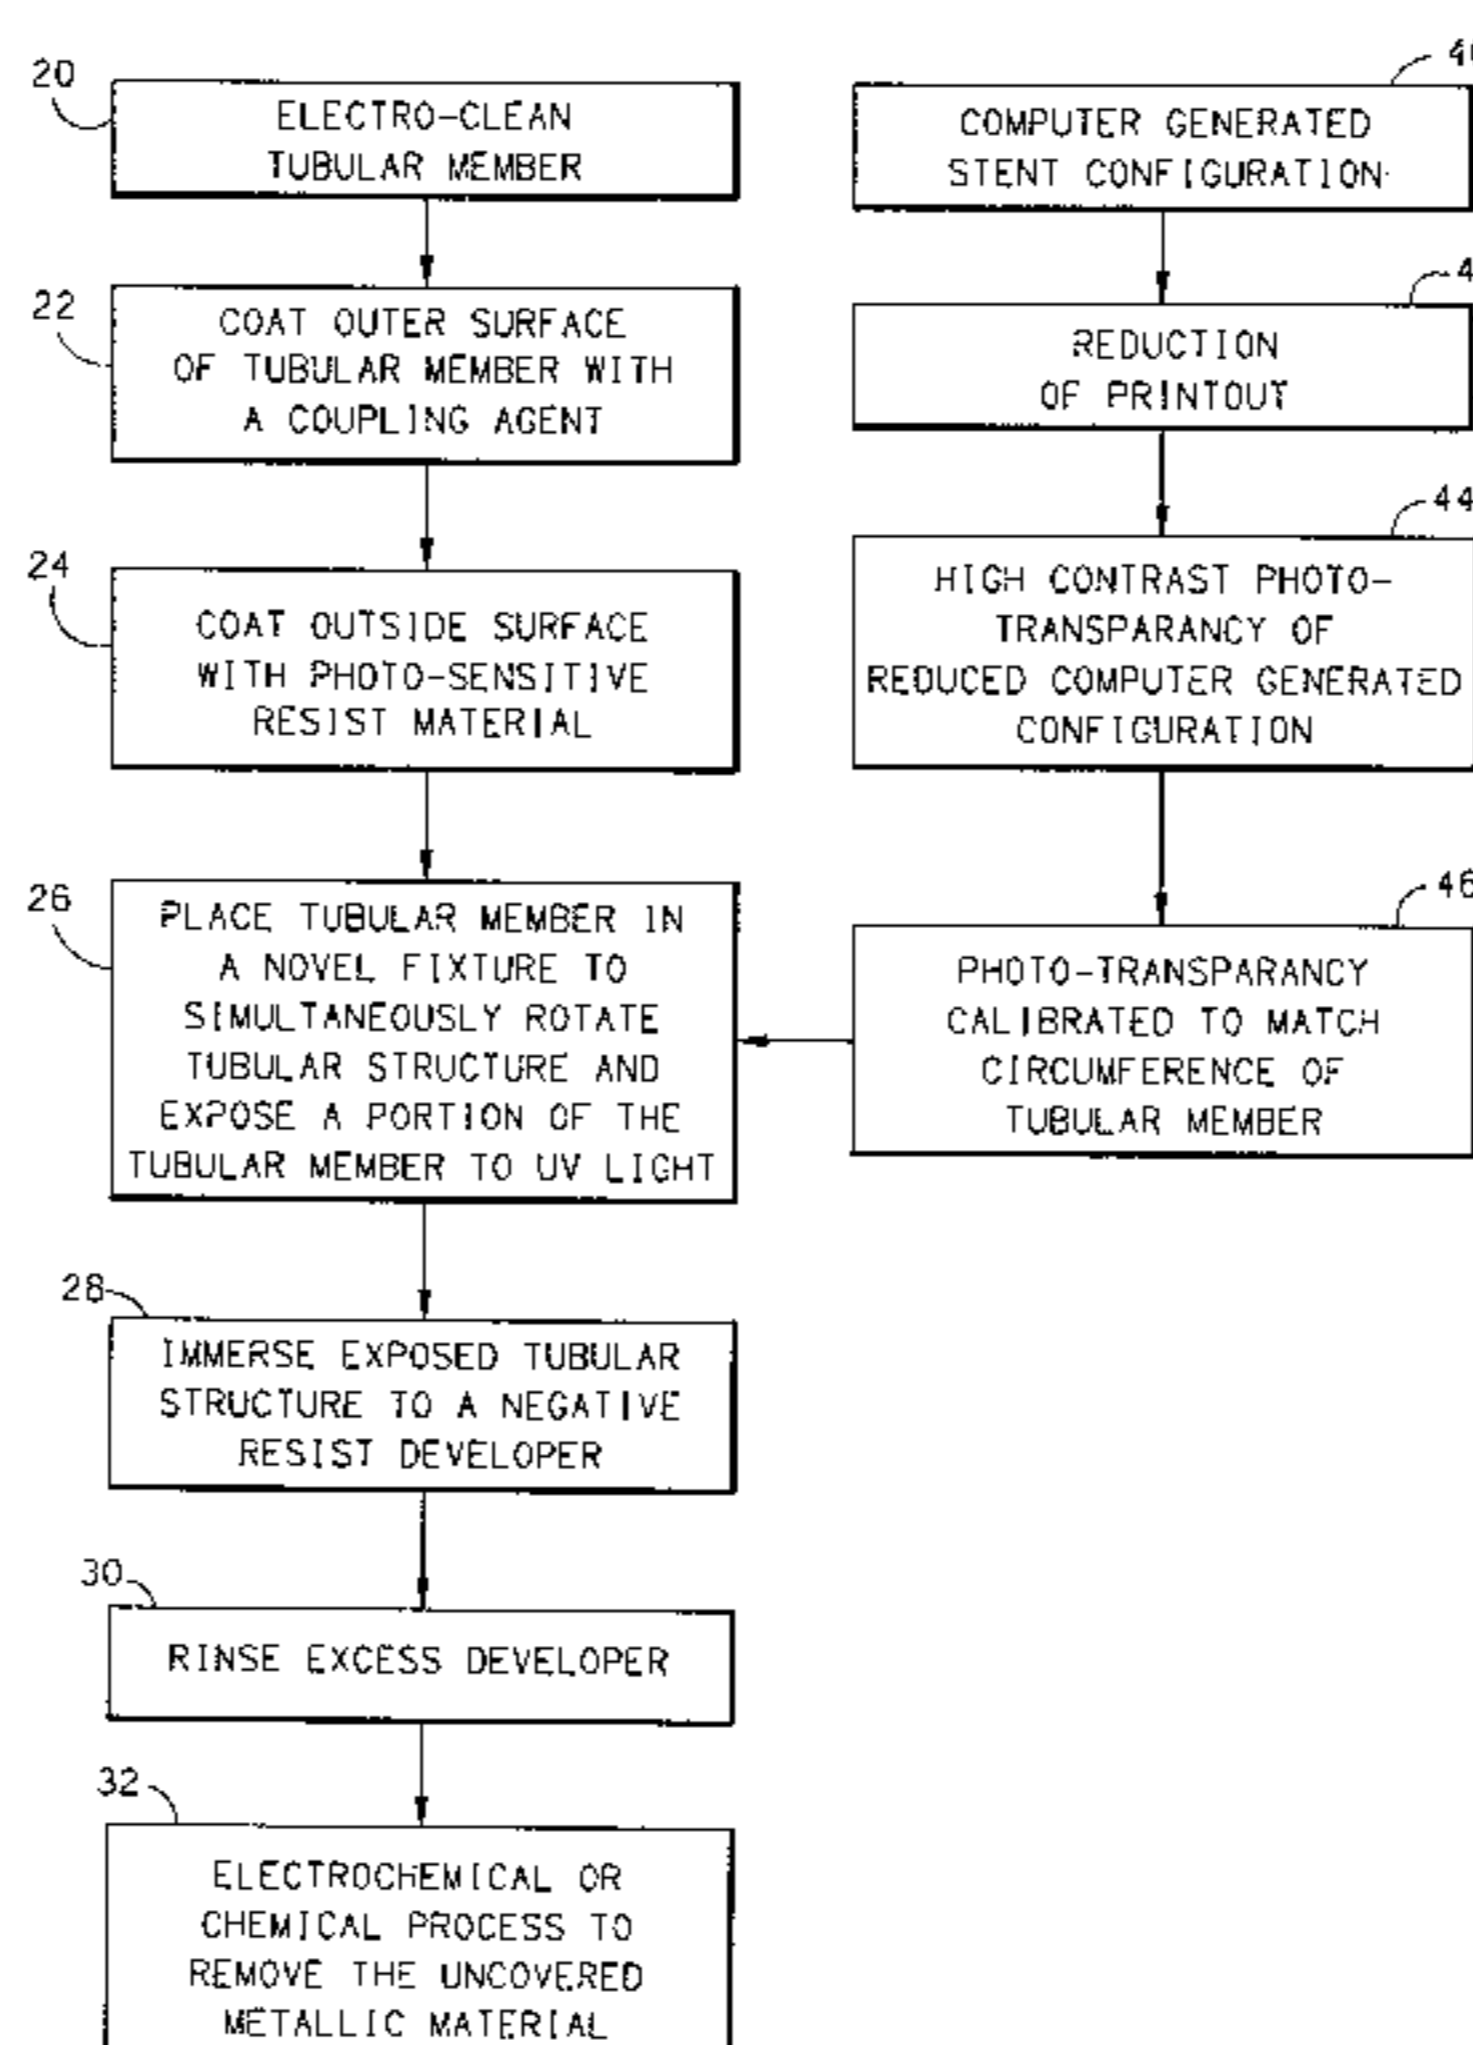 20
ELECTRO-CLEAN
TUBULAR MEMBER
22
COAT OUTER SURFACE
OF TUBULAR MEMBER WITH
A COUPLING AGENT
24
COAT OUTSIDE SURFACE
WITH PHOTO-SENSITIVE
RESIST MATERIAL
26
PLACE TUBULAR MEMBER IN
A NOVEL FIXTURE TO
SIMULTANEOUSLY ROTATE
TUBULAR STRUCTURE AND
EXPOSE A PORTION OF THE
TUBULAR MEMBER TO UV LIGHT
28
IMMERSE EXPOSED TUBULAR
STRUCTURE TO A NEGATIVE
RESIST DEVELOPER
30
RINSE EXCESS DEVELOPER
32
ELECTROCHEMICAL OR
CHEMICAL PROCESS TO
REMOVE THE UNCOVERED
METALLIC MATERIAL
COMPUTER GENERATED
STENT CONFIGURATION
REDUCTION
OF PRINTOUT
44
HIGH CONTRAST PHOTO-
TRANSPARANCY OF
REDUCED COMPUTER GENERATED
CONFIGURATION
46
PHOTO-TRANSPARANCY
CALIBRATED TO MATCH
CIRCUMFERENCE OF
TUBULAR MEMBER